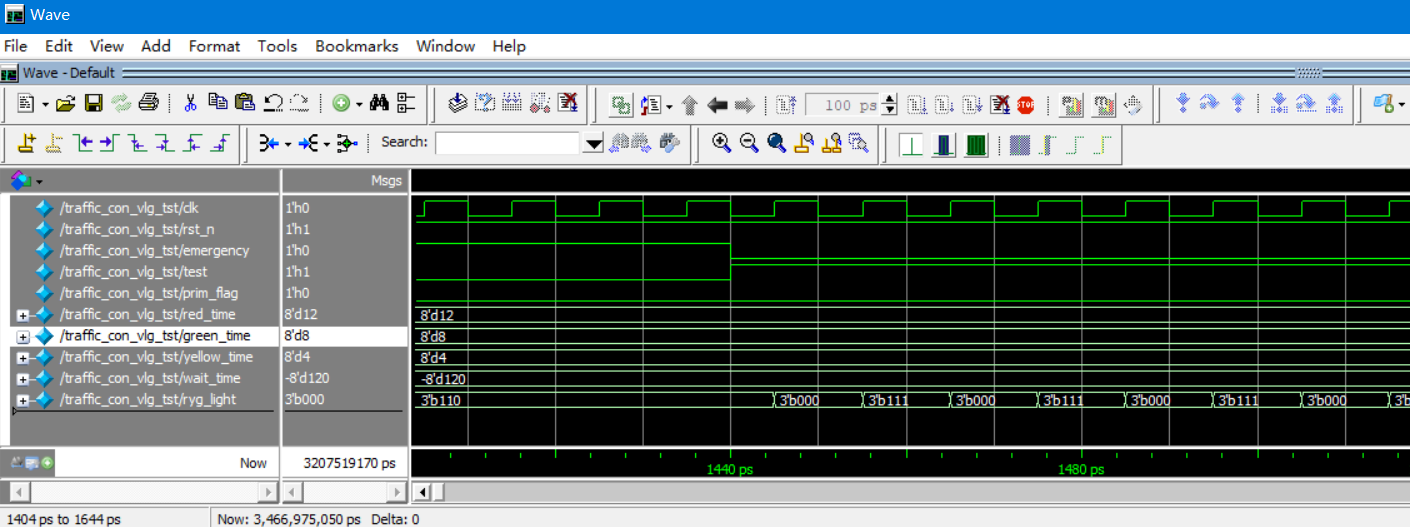 Wave
File Edit View Add Format Tools Bookmarks Window Help
Wave - Default
100 ps
STOP
Search:
Msgs
/traffic_con_vlg_tst/clk 1'h0
/traffic_con_vlg_tst/rst_n 1'h1
/traffic_con_vlg_tst/emergency 1'h0
/traffic_con_vlg_tst/test 1'h1
/traffic_con_vlg_tst/prim_flag 1'h0
/traffic_con_vlg_tst/red_time 8'd12 8'd12
/traffic_con_vlg_tst/green_time 8'd8 8'd8
/traffic_con_vlg_tst/yellow_time 8'd4 8'd4
/traffic_con_vlg_tst/wait_time -8'd120 -8'd120
/traffic_con_vlg_tst/ryg_light 3'b000 3'b110 3'b000 3'b111 3'b000 3'b111 3'b000 3'b111 3'b000 3'b
Now 3207519170 ps 1440 ps 1480 ps
1404 ps to 1644 ps Now: 3,466,975,050 ps Delta: 0